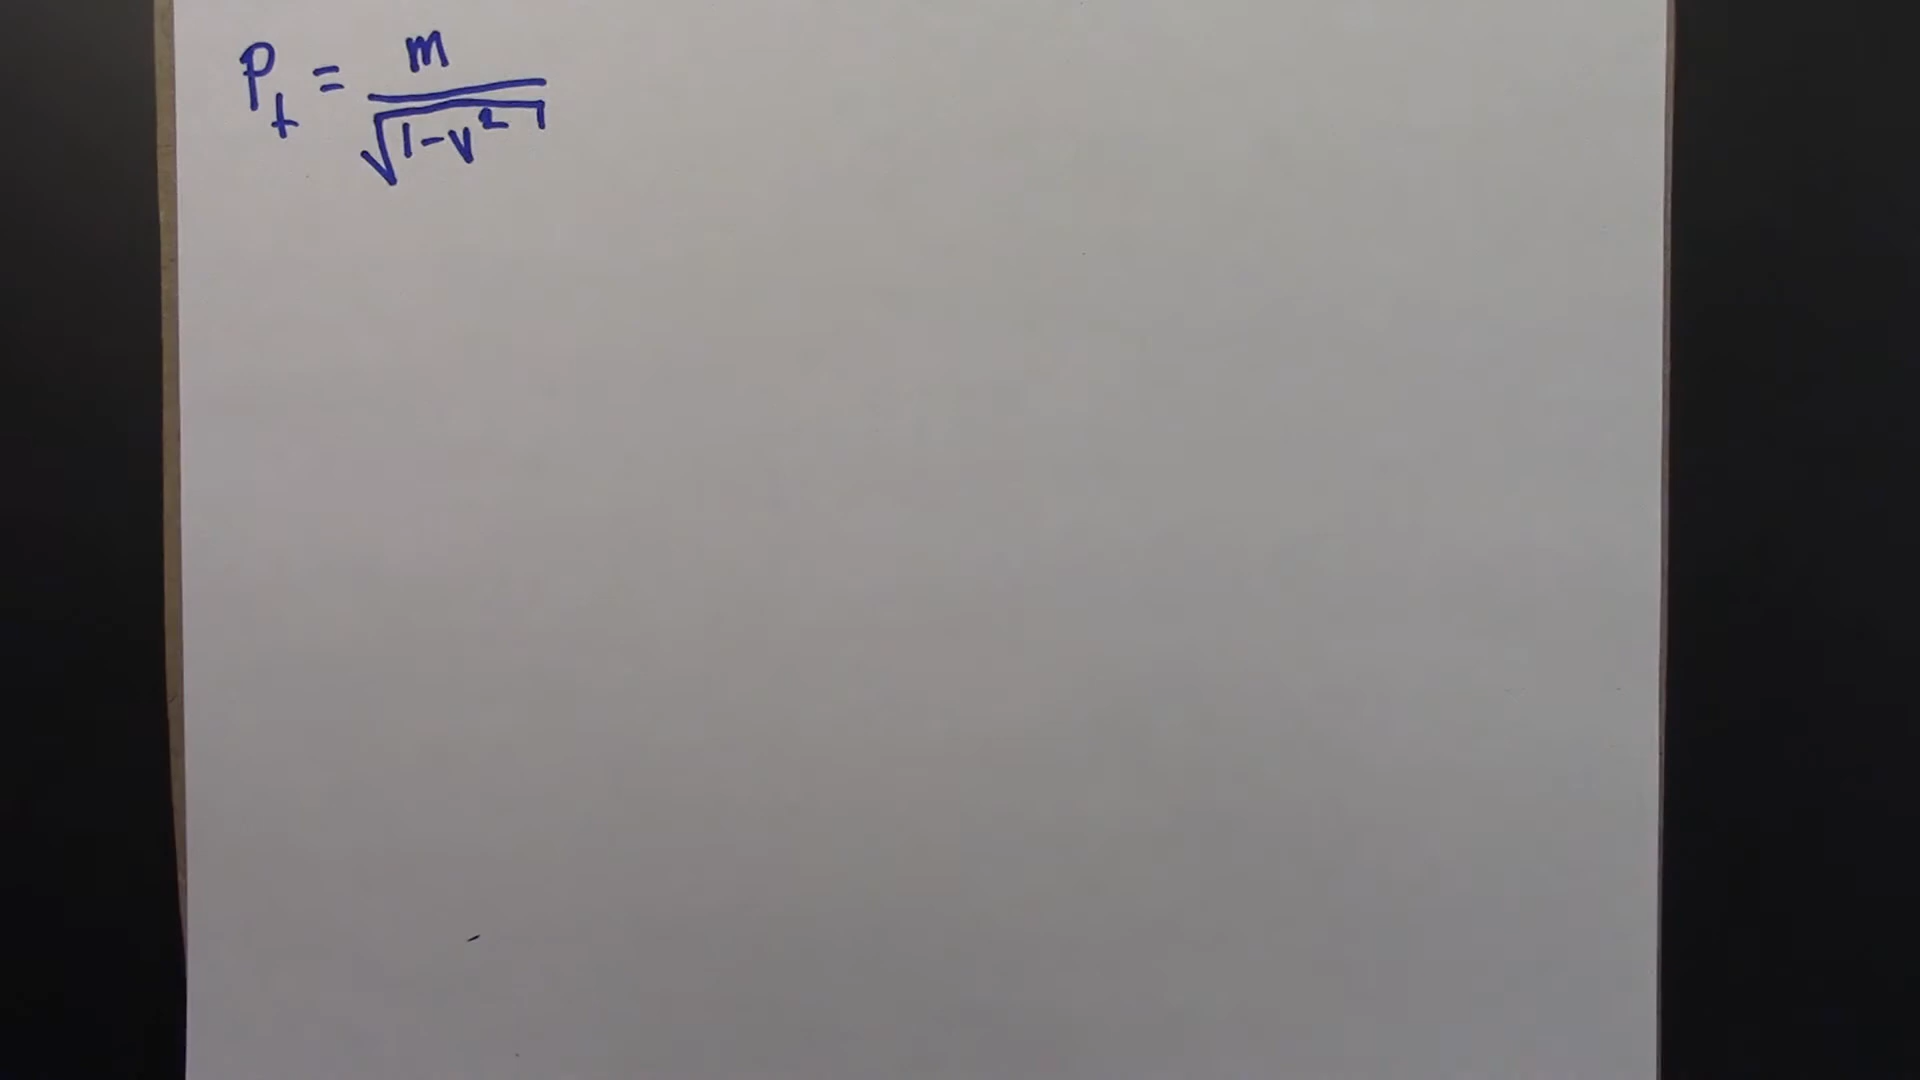 P_t = m / √(1-v²)